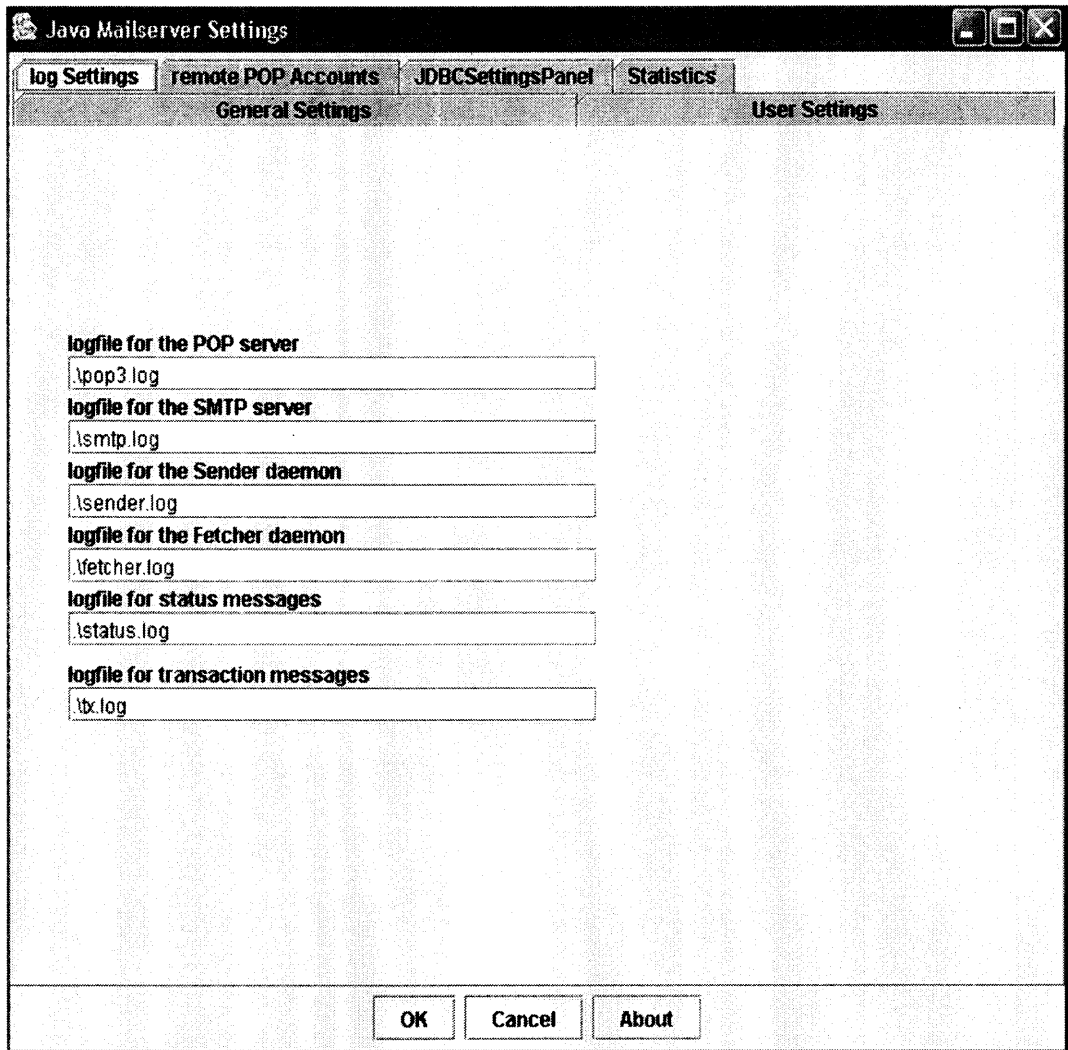 Java Mailserver Settings
log Settings remote POP Accounts JDBCSettingsPanel Statistics
General Settings User Settings
logfile for the POP server
.\pop3.log
logfile for the SMTP server
.\smtp.log
logfile for the Sender daemon
.\sender.log
logfile for the Fetcher daemon
.\fetcher.log
logfile for status messages
.\status.log
logfile for transaction messages
.\tx.log
OK Cancel About